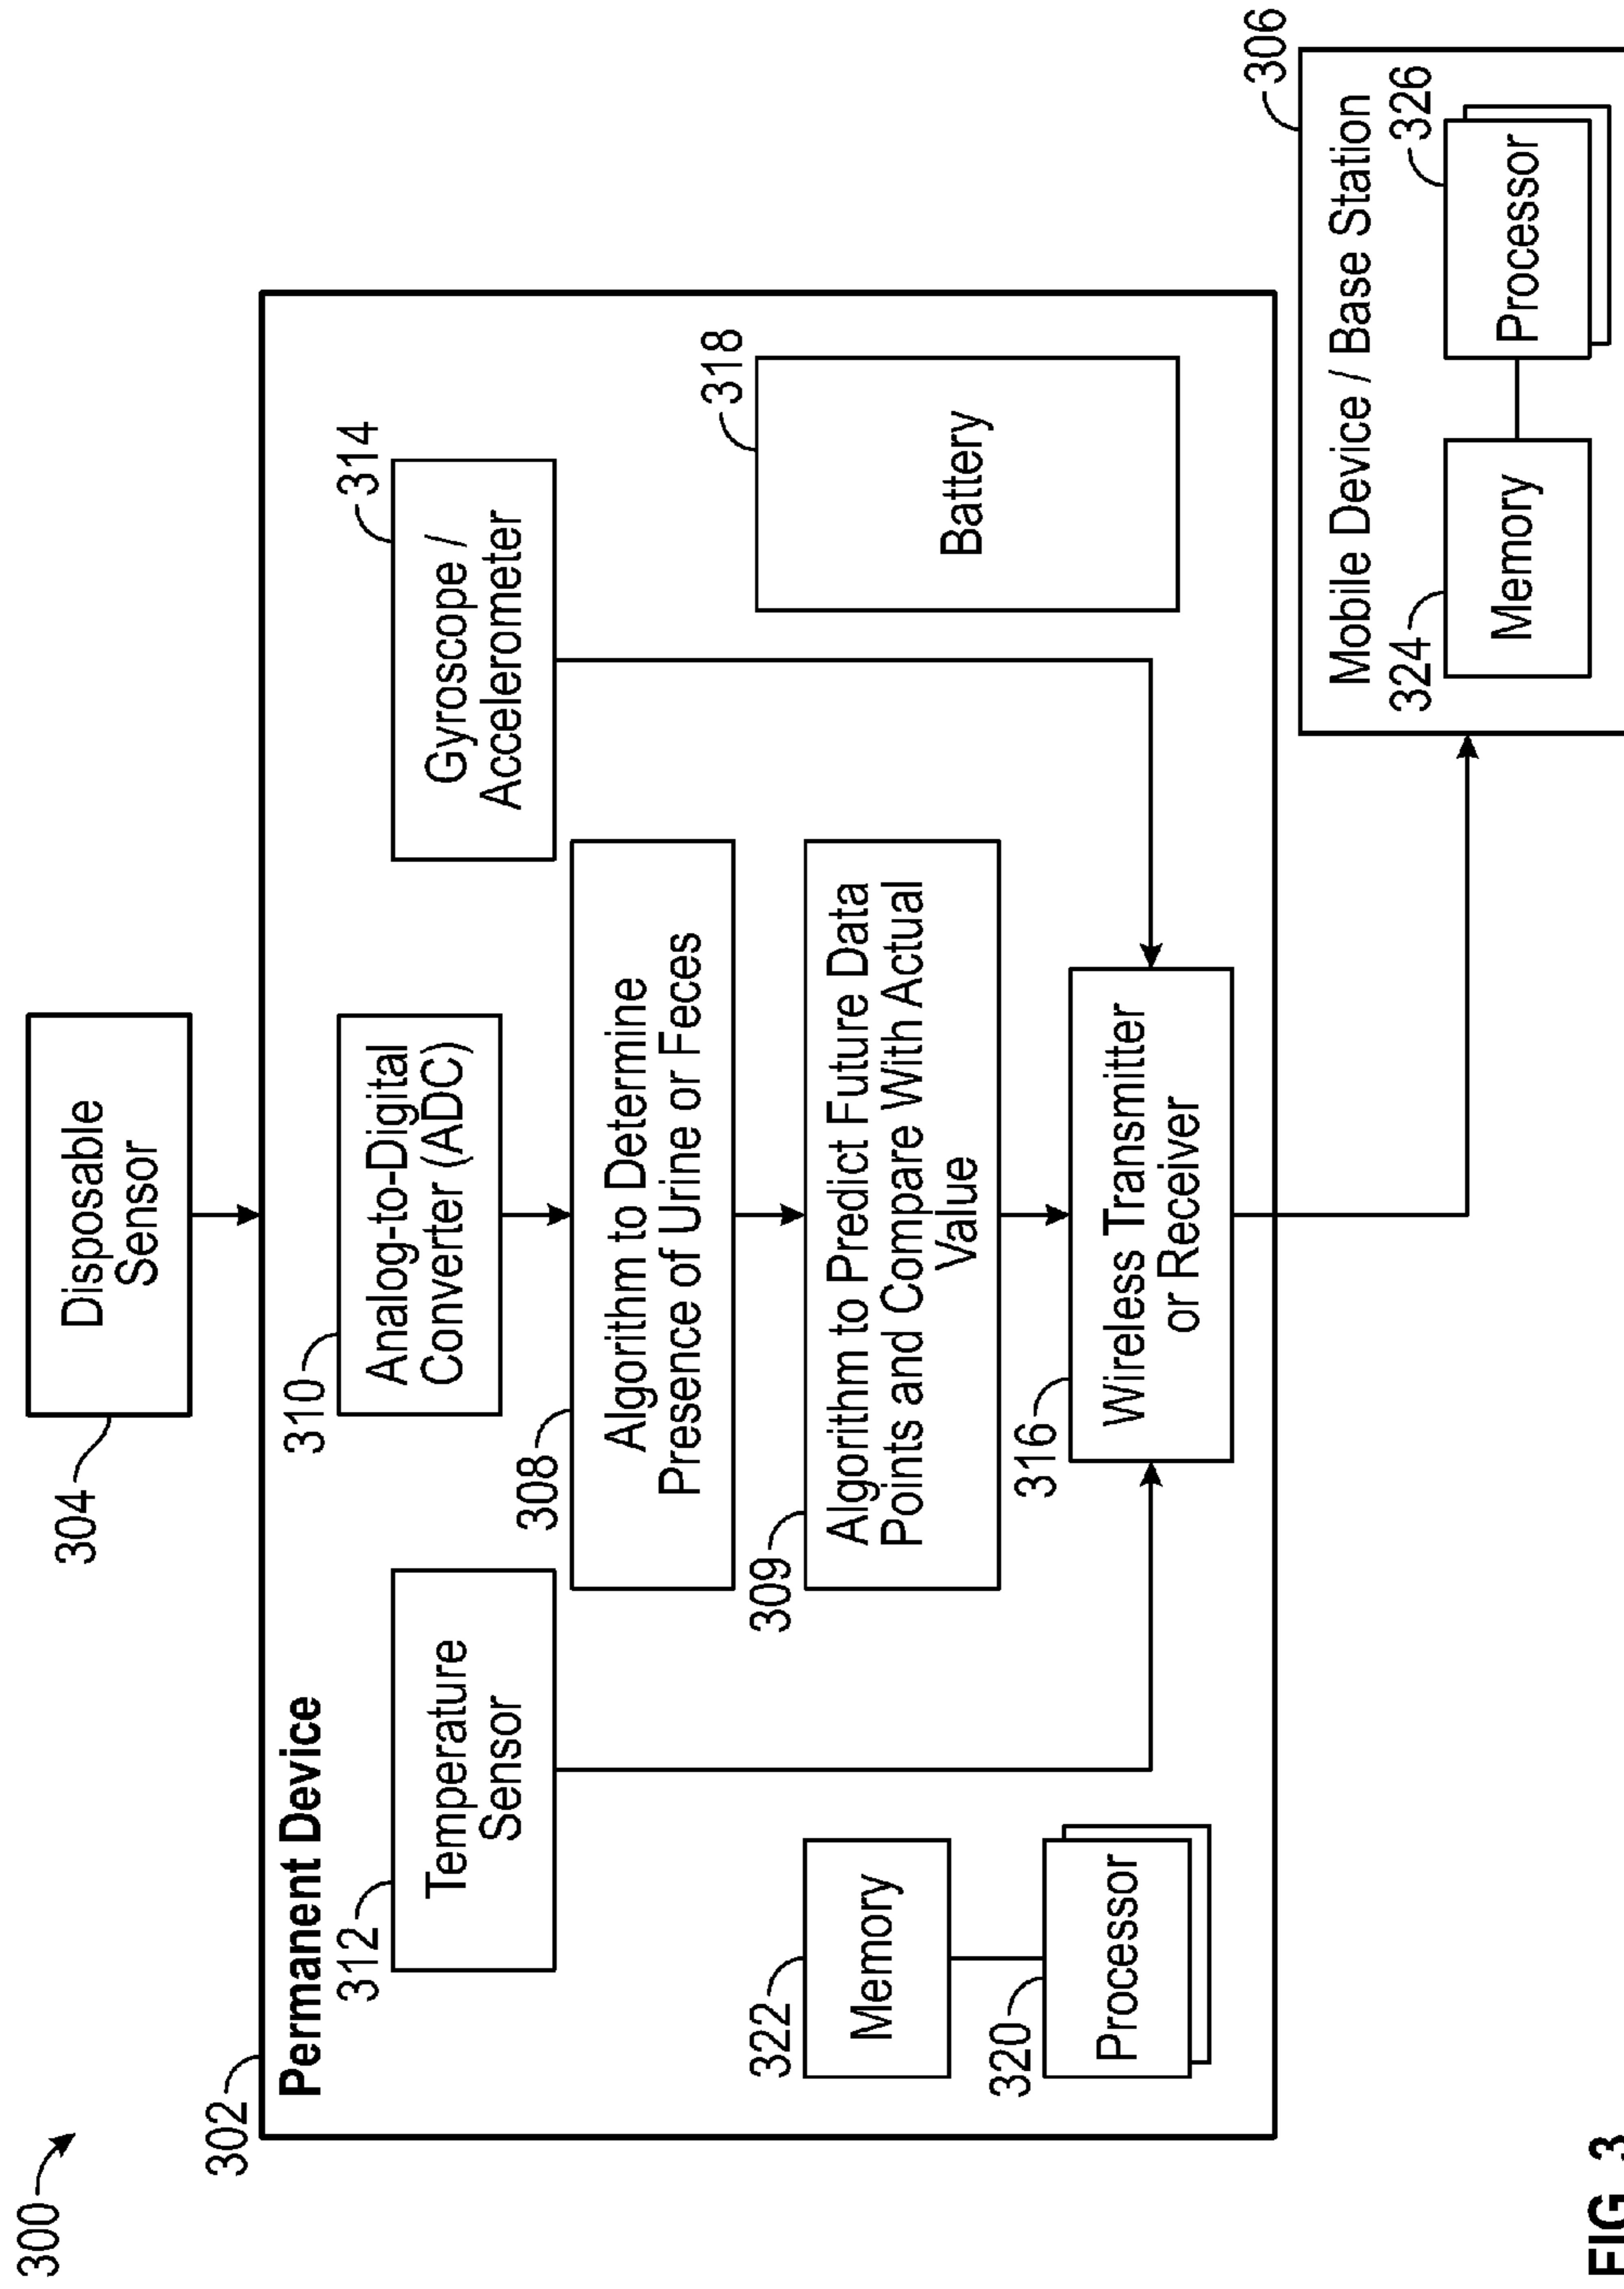 300
304
Disposable
Sensor
302
Permanent Device
312
Temperature
Sensor
310
Analog-to-Digital
Converter (ADC)
314
Gyroscope /
Accelerometer
308
Algorithm to Determine
Presence of Urine or Feces
318
Battery
322
Memory
309
Algorithm to Predict Future Data
Points and Compare With Actual
Value
320
Processor
316
Wireless Transmitter
or Receiver
306
Mobile Device / Base Station
324
Memory
326
Processor
FIG. 3